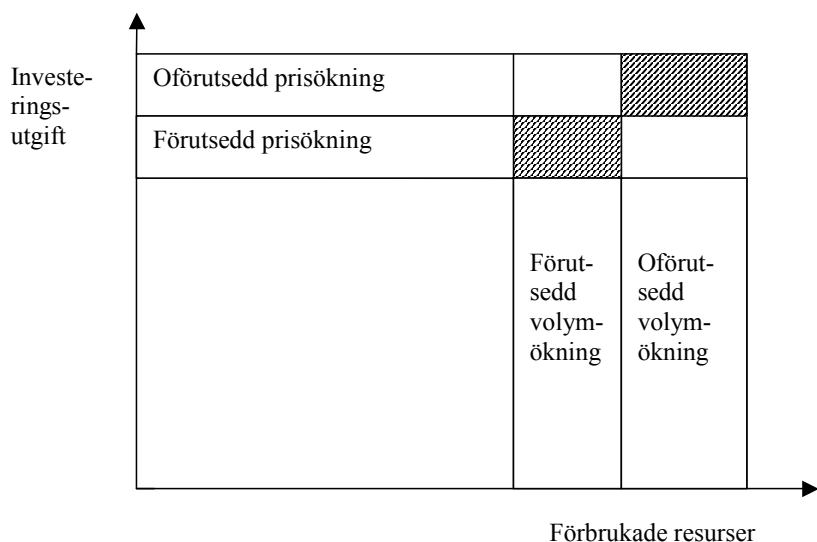 Investe-
rings-
utgift
Oförutsedd prisökning
Förutsedd prisökning
Förut-
sedd
volym-
ökning
Oförut-
sedd
volym-
ökning
Förbrukade resurser